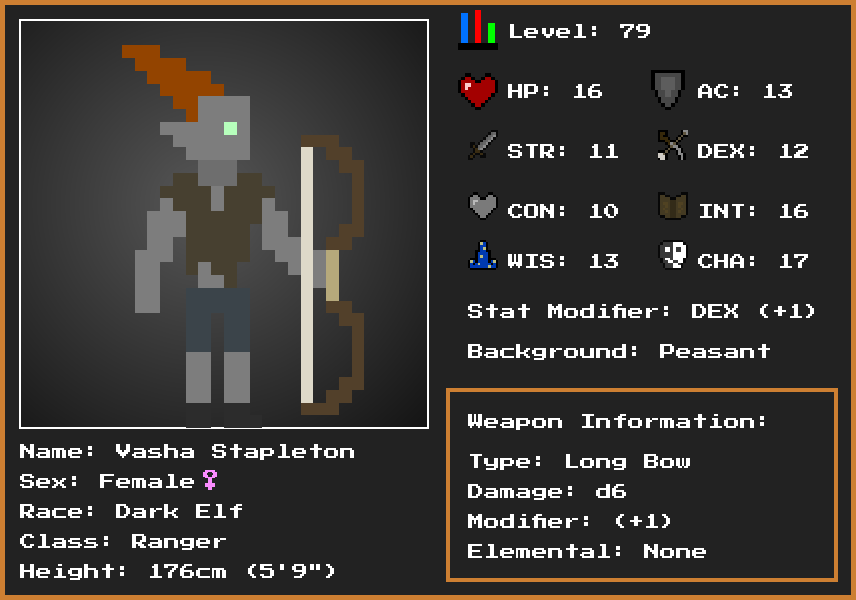 Level: 79
HP: 16 AC: 13
STR: 11 DEX: 12
CON: 10 INT: 16
WIS: 13 CHA: 17
Stat Modifier: DEX (+1)
Background: Peasant
Weapon Information:
Type: Long Bow
Damage: d6
Modifier: (+1)
Elemental: None
Name: Vasha Stapleton
Sex: Female♀
Race: Dark Elf
Class: Ranger
Height: 176cm (5'9")